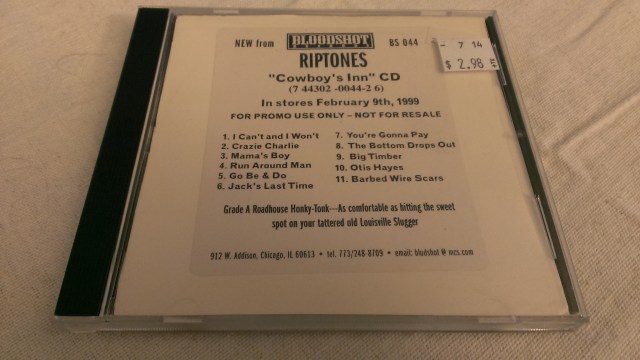 NEW from BLOODSHOT RECORDS BS 044
- 7 14
$ 2.98 E
RIPTONES
"Cowboy's Inn" CD
(7 44302 -0044-2 6)
In stores February 9th, 1999
FOR PROMO USE ONLY – NOT FOR RESALE
1. I Can't and I Won't
2. Crazie Charlie
3. Mama's Boy
4. Run Around Man
5. Go Be & Do
6. Jack's Last Time
7. You're Gonna Pay
8. The Bottom Drops Out
9. Big Timber
10. Otis Hayes
11. Barbed Wire Scars
Grade A Roadhouse Honky-Tonk---As comfortable as hitting the sweet
spot on your tattered old Louisville Slugger
912 W. Addison, Chicago, IL 60613 • tel. 773/248-8709 • email: bludshot @ mcs.com